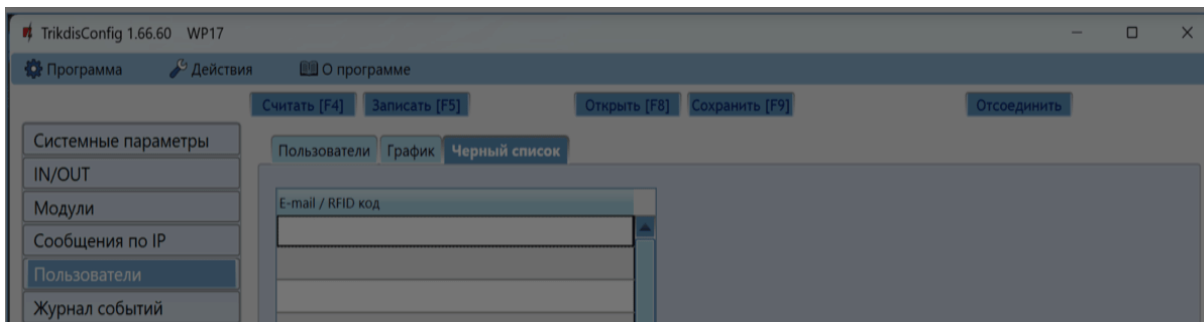 TrikdisConfig 1.66.60 WP17
Программа Действия О программе
Считать [F4] Записать [F5] Открыть [F8] Сохранить [F9] Отсоединить
Системные параметры
IN/OUT
Модули
Сообщения по IP
Пользователи
Журнал событий
Пользователи График Черный список
E-mail / RFID код